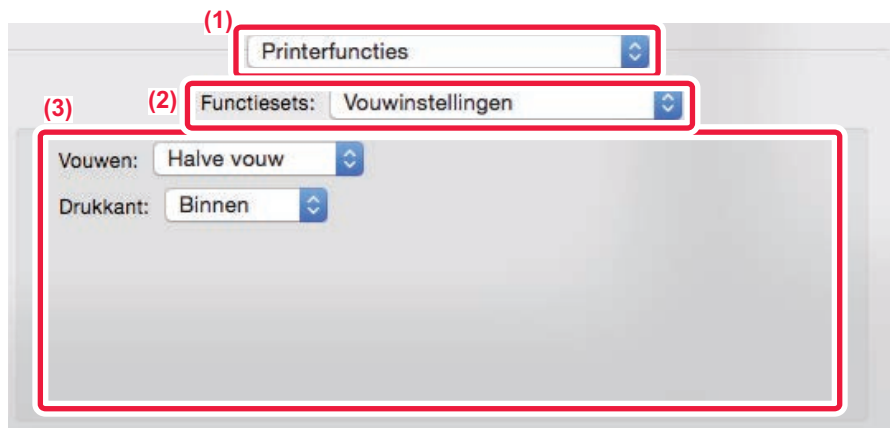 (1)
Printerfuncties
(2) Functiesets: Vouwinstellingen
(3)
Vouwen: Halve vouw
Drukkant: Binnen